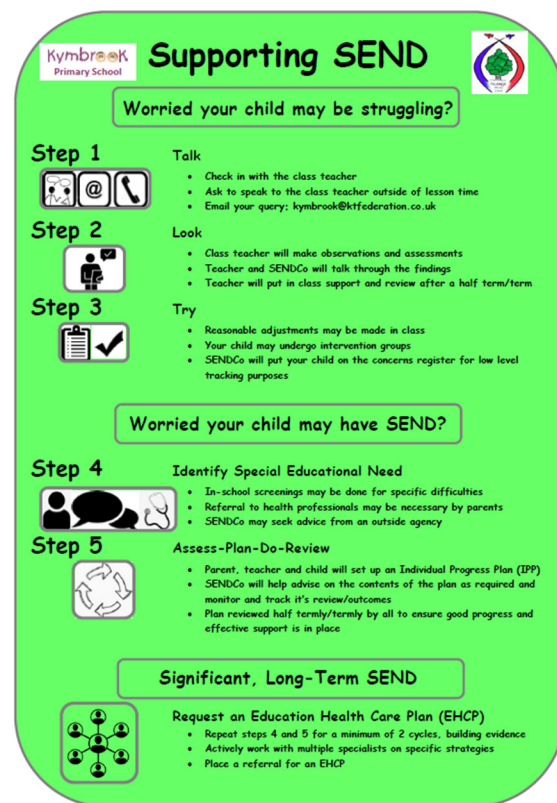 Kymbrook
Primary School
Supporting SEND
Worried your child may be struggling?
Step 1
Talk
• Check in with the class teacher
• Ask to speak to the class teacher outside of lesson time
• Email your query; kymbrook@ktfederation.co.uk
@
Step 2
Look
• Class teacher will make observations and assessments
• Teacher and SENDCo will talk through the findings
• Teacher will put in class support and review after a half term/term
Step 3
Try
• Reasonable adjustments may be made in class
• Your child may undergo intervention groups
• SENDCo will put your child on the concerns register for low level
tracking purposes
Worried your child may have SEND?
Step 4
Identify Special Educational Need
• In-school screenings may be done for specific difficulties
• Referral to health professionals may be necessary by parents
• SENDCo may seek advice from an outside agency
Step 5
Assess-Plan-Do-Review
• Parent, teacher and child will set up an Individual Progress Plan (IPP)
• SENDCo will help advise on the contents of the plan as required and
monitor and track it's review/outcomes
• Plan reviewed half termly/termly by all to ensure good progress and
effective support is in place
Significant, Long-Term SEND
Request an Education Health Care Plan (EHCP)
• Repeat steps 4 and 5 for a minimum of 2 cycles, building evidence
• Actively work with multiple specialists on specific strategies
• Place a referral for an EHCP